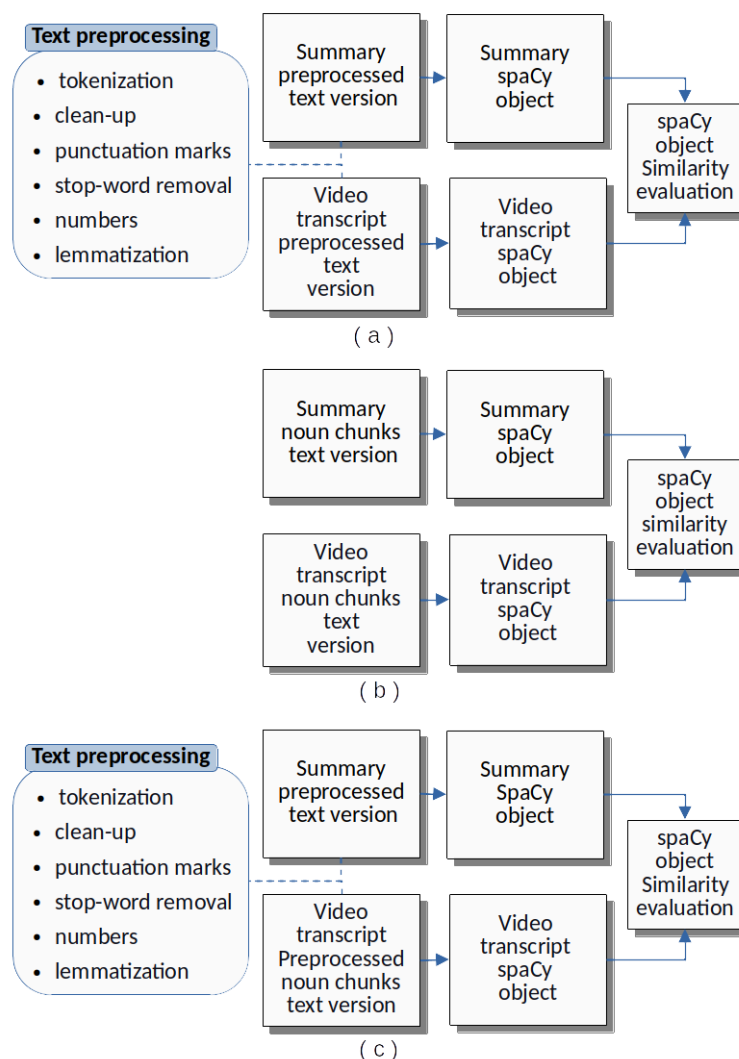 Text preprocessing
• tokenization
• clean-up
• punctuation marks
• stop-word removal
• numbers
• lemmatization
Summary
preprocessed
text version
Summary
spaCy
object
spaCy
object
Similarity
evaluation
Video
transcript
preprocessed
text
version
Video
transcript
spaCy
object
( a )
Summary
noun chunks
text version
Summary
spaCy
object
spaCy
object
similarity
evaluation
Video
transcript
noun chunks
text
version
Video
transcript
spaCy
object
( b )
Text preprocessing
• tokenization
• clean-up
• punctuation marks
• stop-word removal
• numbers
• lemmatization
Summary
preprocessed
text version
Summary
SpaCy
object
spaCy
object
Similarity
evaluation
Video
transcript
Preprocessed
noun chunks
text version
Video
transcript
spaCy
object
( c )